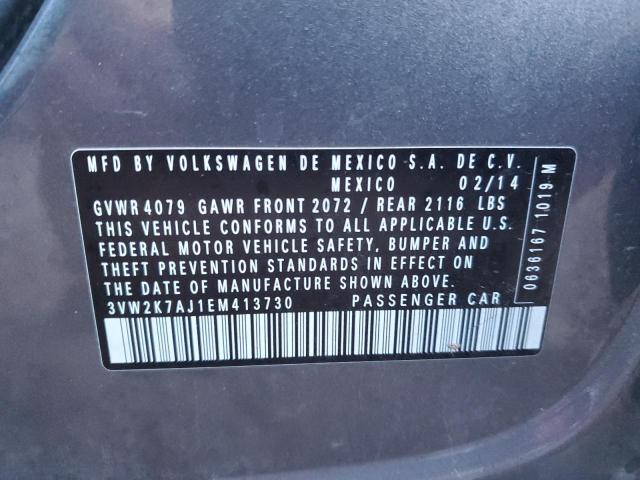 MFD BY VOLKSWAGEN DE MEXICO S.A. DE C.V.
MEXICO 02/14
GVWR 4079 GAWR FRONT 2072 / REAR 2116 LBS
THIS VEHICLE CONFORMS TO ALL APPLICABLE U.S.
FEDERAL MOTOR VEHICLE SAFETY, BUMPER AND
THEFT PREVENTION STANDARDS IN EFFECT ON
THE DATE OF MANUFACTURE SHOWN ABOVE.
3VW2K7AJ1EM413730 PASSENGER CAR
0636167 1019 M